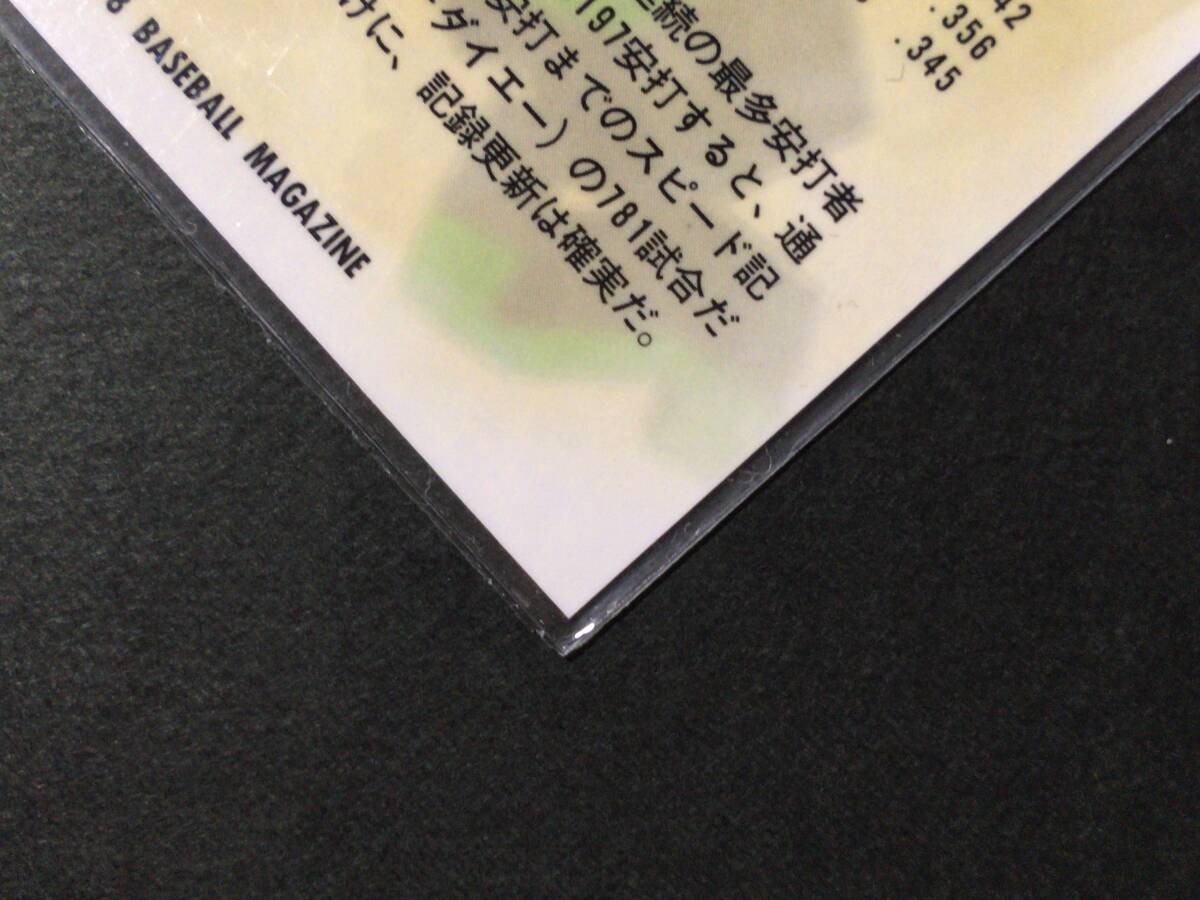 42
.356
.345
続の最多安打者
197安打すると、通
安打までのスピード記
ダイエー)の781試合だ
けに、記録更新は確実だ。
8 BASEBALL MAGAZINE